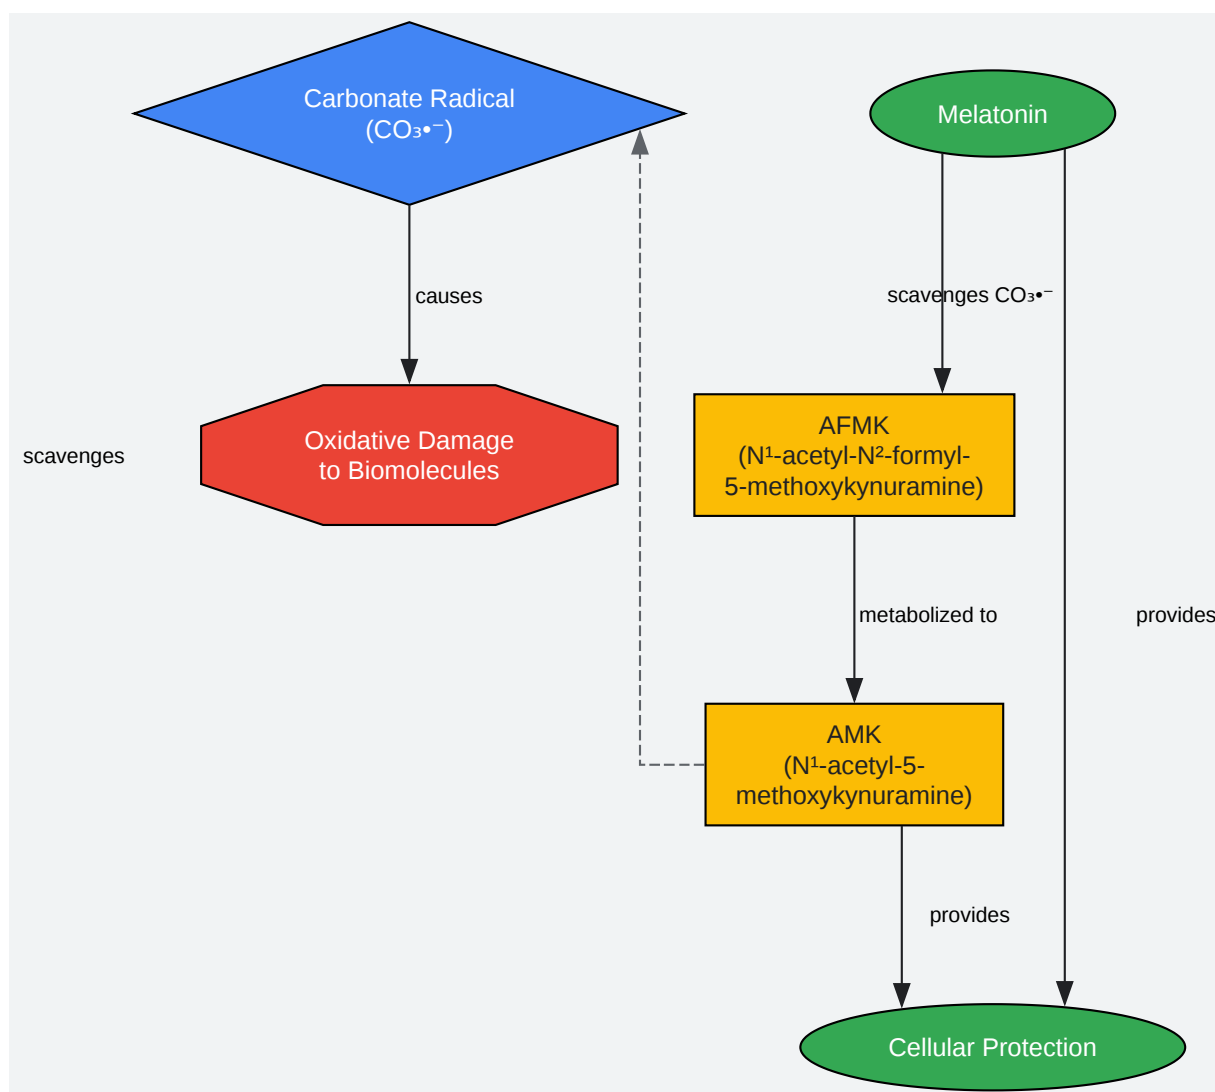 Carbonate Radical
(CO₃•⁻)
Melatonin
causes
scavenges CO₃•⁻
Oxidative Damage
to Biomolecules
scavenges
AFMK
(N¹-acetyl-N²-formyl-
5-methoxykynuramine)
metabolized to
provides
AMK
(N¹-acetyl-5-
methoxykynuramine)
provides
Cellular Protection